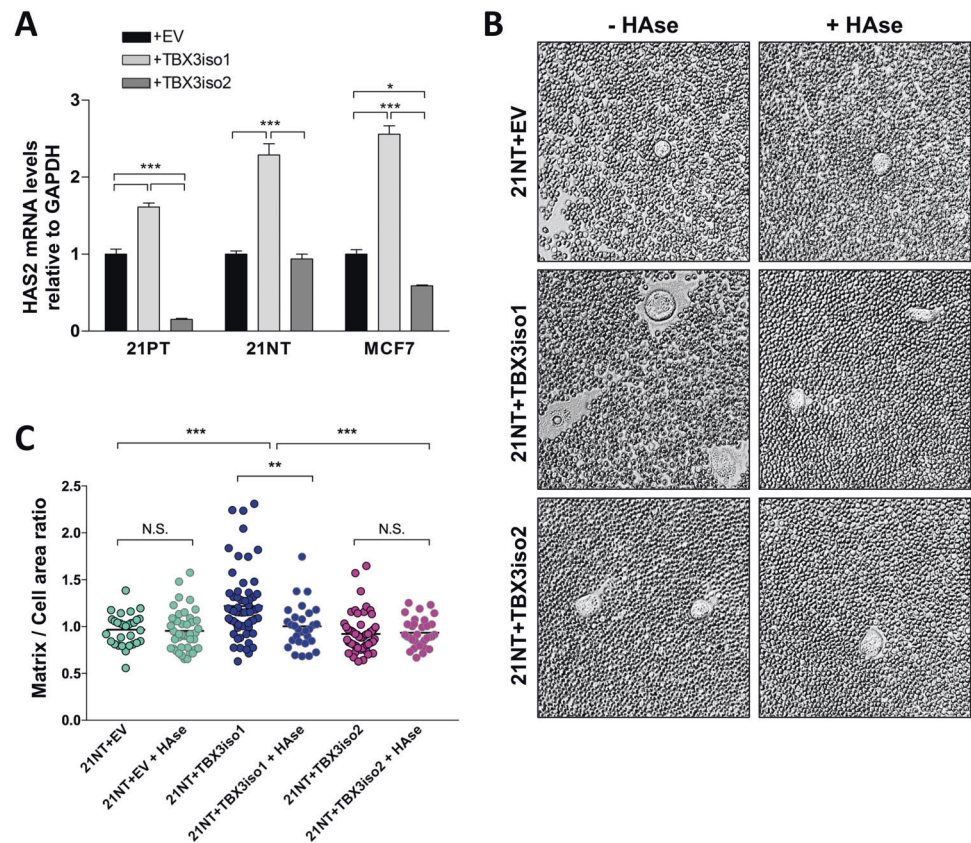 A
+EV
+TBX3iso1
+TBX3iso2
HAS2 mRNA levels
relative to GAPDH
3
2
1
0
***
***
*
***
21PT
21NT
MCF7
B
- HAse
+ HAse
21NT+EV
21NT+TBX3iso1
21NT+TBX3iso2
C
***
***
**
N.S.
N.S.
Matrix / Cell area ratio
2.5
2.0
1.5
1.0
0.5
0.0
21NT+EV
21NT+EV + HAse
21NT+TBX3iso1
21NT+TBX3iso1 + HAse
21NT+TBX3iso2
21NT+TBX3iso2 + HAse